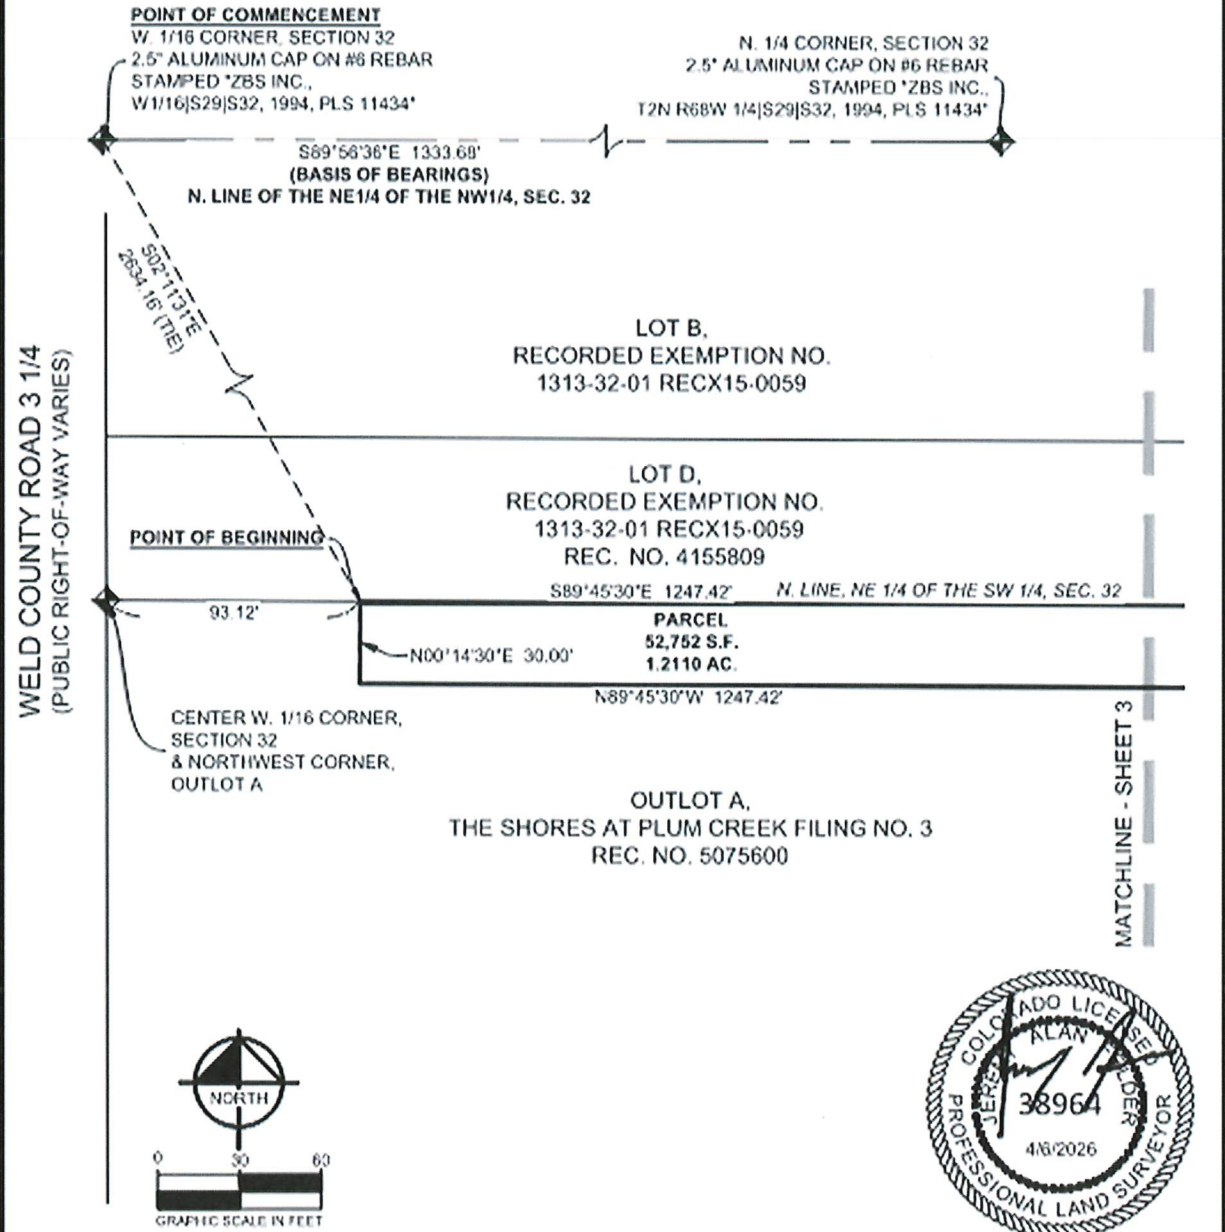 POINT OF COMMENCEMENT
W. 1/16 CORNER, SECTION 32
2.5" ALUMINUM CAP ON #6 REBAR
STAMPED "ZBS INC.,
W1/16|S29|S32, 1994, PLS 11434"
N. 1/4 CORNER, SECTION 32
2.5" ALUMINUM CAP ON #6 REBAR
STAMPED "ZBS INC.,
T2N R68W 1/4|S29|S32, 1994, PLS 11434"
S89°56'36"E 1333.68'
(BASIS OF BEARINGS)
N. LINE OF THE NE1/4 OF THE NW1/4, SEC. 32
S02°11'31"E
2634.16' (TIE)
WELD COUNTY ROAD 3 1/4
(PUBLIC RIGHT-OF-WAY VARIES)
LOT B,
RECORDED EXEMPTION NO.
1313-32-01 RECX15-0059
LOT D,
RECORDED EXEMPTION NO.
1313-32-01 RECX15-0059
REC. NO. 4155809
POINT OF BEGINNING
S89°45'30"E 1247.42'
N. LINE, NE 1/4 OF THE SW 1/4, SEC. 32
93.12'
PARCEL
52,752 S.F.
1.2110 AC.
N00°14'30"E 30.00'
N89°45'30"W 1247.42'
CENTER W. 1/16 CORNER,
SECTION 32
& NORTHWEST CORNER,
OUTLOT A
OUTLOT A,
THE SHORES AT PLUM CREEK FILING NO. 3
REC. NO. 5075600
MATCHLINE - SHEET 3
NORTH
0 30 60
GRAPHIC SCALE IN FEET
COLORADO LICENSED
ALAN
38964
4/6/2026
PROFESSIONAL LAND SURVEYOR